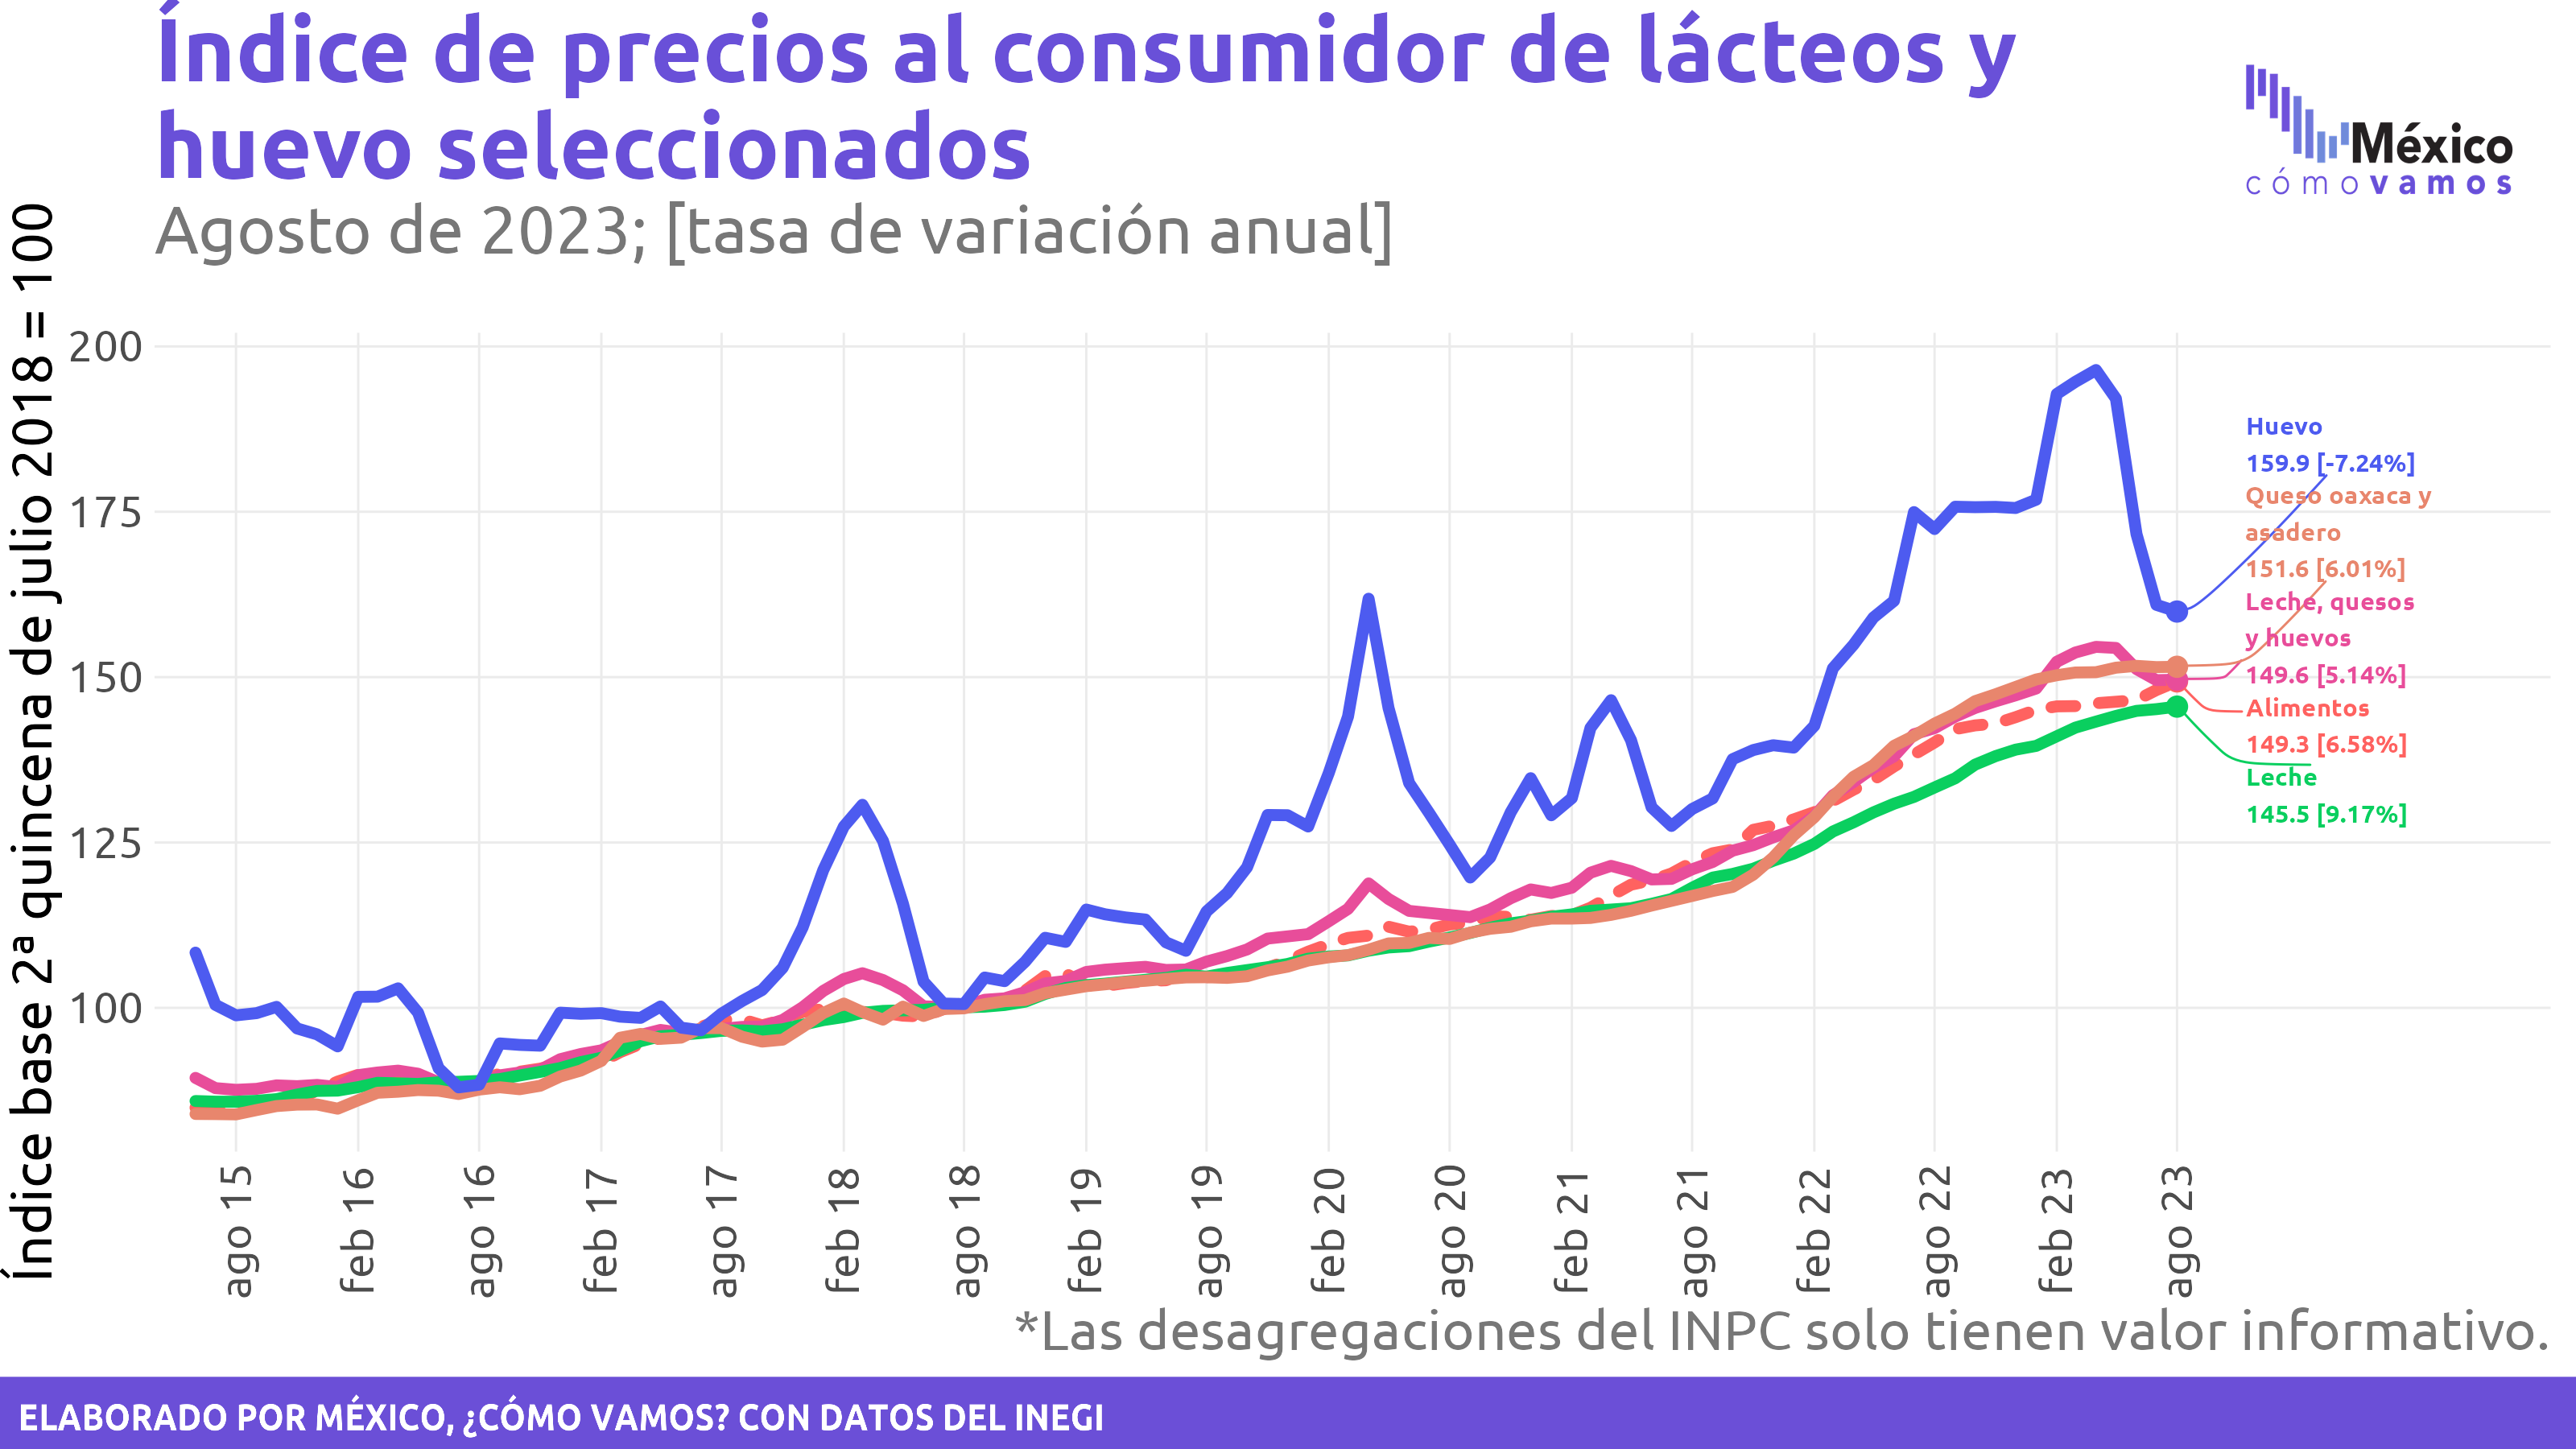 Índice de precios al consumidor de lácteos y
huevo seleccionados
Agosto de 2023; [tasa de variación anual]
México
cómo vamos
Índice base 2ª quincena de julio 2018 = 100
200
175
150
125
100
Huevo
159.9 [-7.24%]
Queso oaxaca y
asadero
151.6 [6.01%]
Leche, quesos
y huevos
149.6 [5.14%]
Alimentos
149.3 [6.58%]
Leche
145.5 [9.17%]
ago 15
feb 16
ago 16
feb 17
ago 17
feb 18
ago 18
feb 19
ago 19
feb 20
ago 20
feb 21
ago 21
feb 22
ago 22
feb 23
ago 23
*Las desagregaciones del INPC solo tienen valor informativo.
ELABORADO POR MÉXICO, ¿CÓMO VAMOS? CON DATOS DEL INEGI